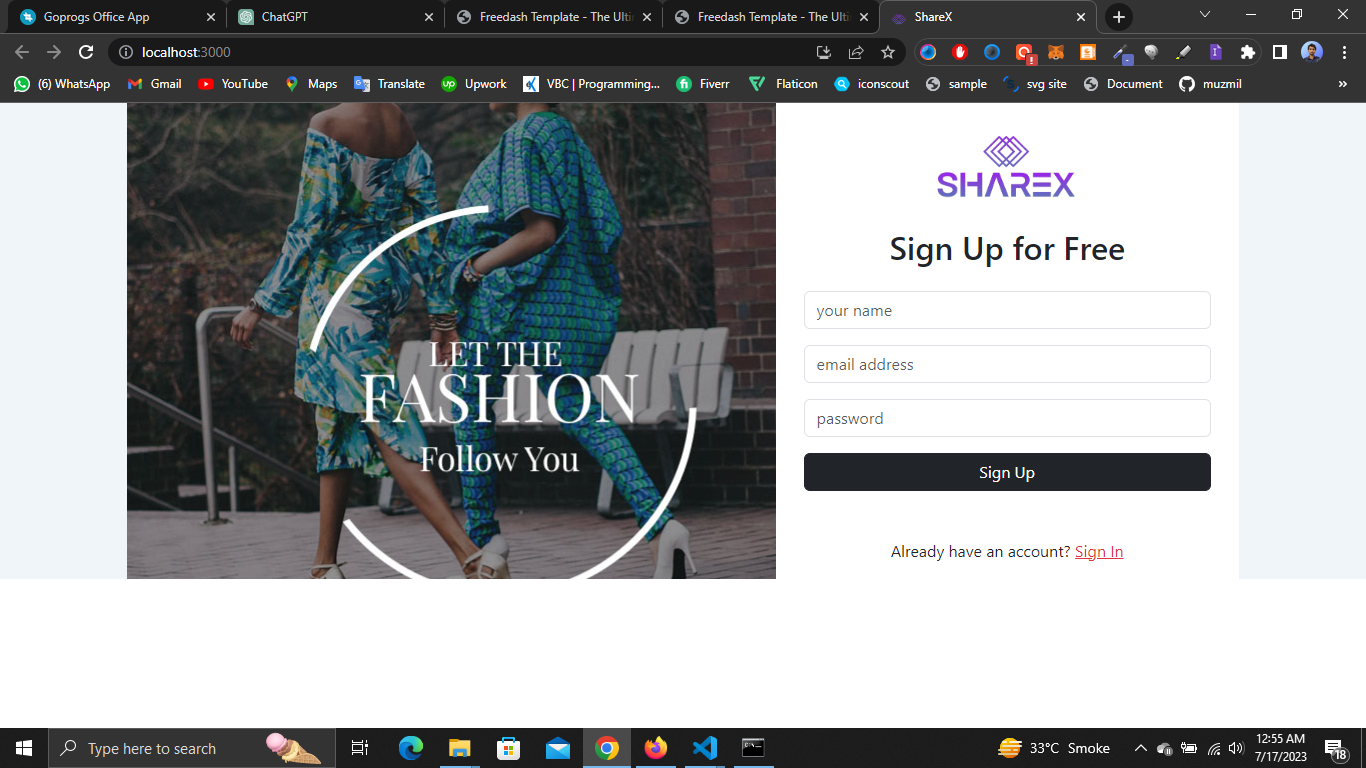 Goprogs Office App
ChatGPT
Freedash Template - The Ulti
Freedash Template - The Ulti
ShareX
localhost:3000
(6) WhatsApp
Gmail
YouTube
Maps
Translate
Upwork
VBC | Programming...
Fiverr
Flaticon
iconscout
sample
svg site
Document
muzmil
LET THE
FASHION
Follow You
SHAREX
Sign Up for Free
your name
email address
password
Sign Up
Already have an account? Sign In
Type here to search
33°C Smoke
12:55 AM
7/17/2023
18